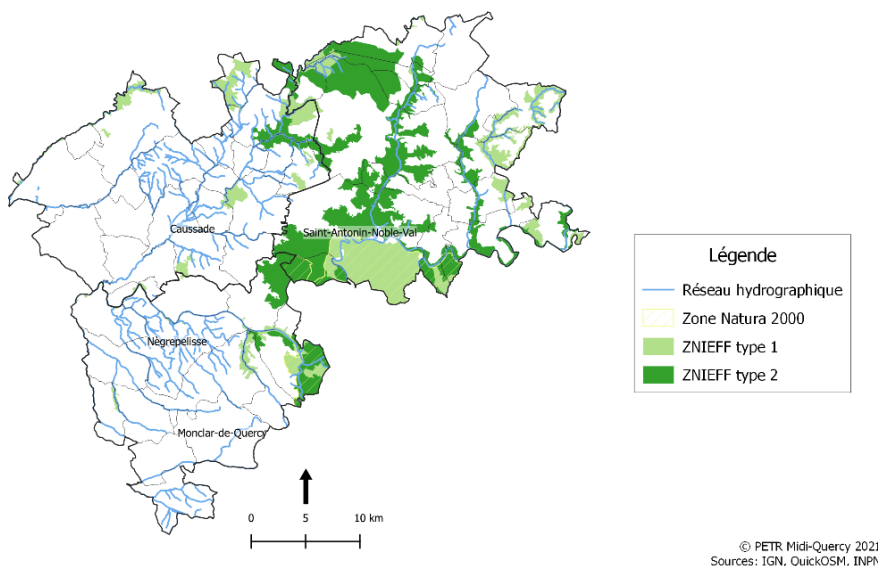 Caussade
Saint-Antonin-Noble-Val
Nègrepelisse
Monclar-de-Quercy
0 5 10 km
Légende
Réseau hydrographique
Zone Natura 2000
ZNIEFF type 1
ZNIEFF type 2
© PETR Midi-Quercy 2021
Sources: IGN, QuickOSM, INPN